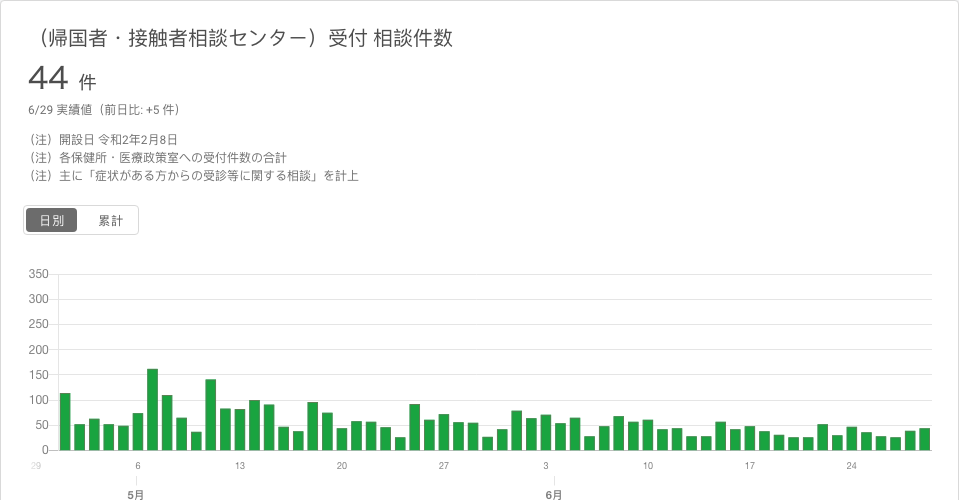 （帰国者・接触者相談センター）受付 相談件数
44 件
6/29 実績値（前日比: +5 件）
（注）開設日 令和2年2月8日
（注）各保健所・医療政策室への受付件数の合計
（注）主に「症状がある方からの受診等に関する相談」を計上
日別 累計
350
300
250
200
150
100
50
0
29 6 13 20 27 3 10 17 24
5月 6月